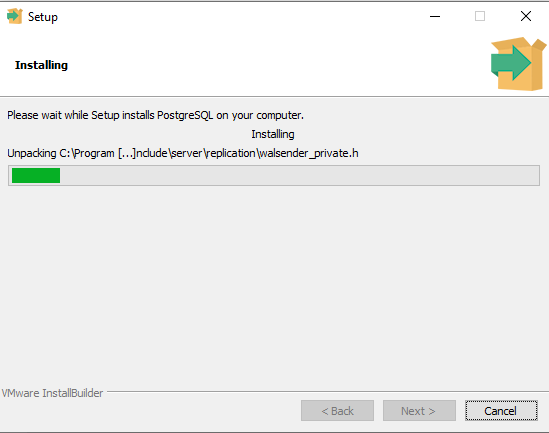 Setup
Installing
Please wait while Setup installs PostgreSQL on your computer.
Installing
Unpacking C:\Program [...]nclude\server\replication\walsender_private.h
VMware InstallBuilder
< Back
Next >
Cancel